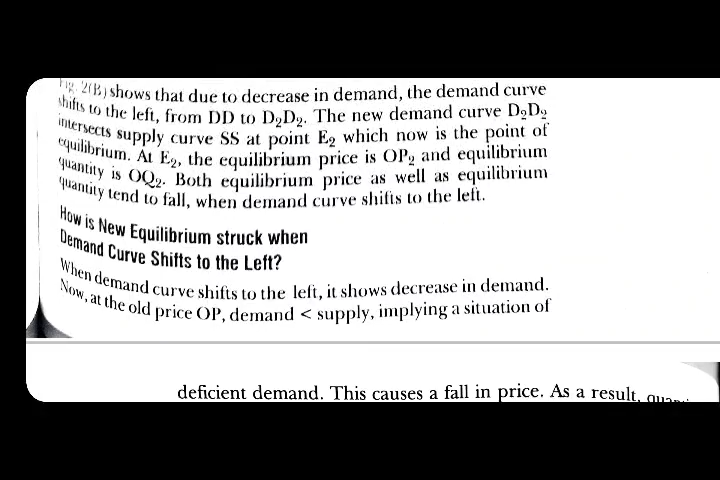 Fig. 2(B) shows that due to decrease in demand, the demand curve
shifts to the left, from DD to D₂D₂. The new demand curve D₂D₂
intersects supply curve SS at point E₂ which now is the point of
equilibrium. At E₂, the equilibrium price is OP₂ and equilibrium
quantity is OQ₂. Both equilibrium price as well as equilibrium
quantity tend to fall, when demand curve shifts to the left.
How is New Equilibrium struck when
Demand Curve Shifts to the Left?
When demand curve shifts to the left, it shows decrease in demand.
Now, at the old price OP, demand < supply, implying a situation of
deficient demand. This causes a fall in price. As a result,